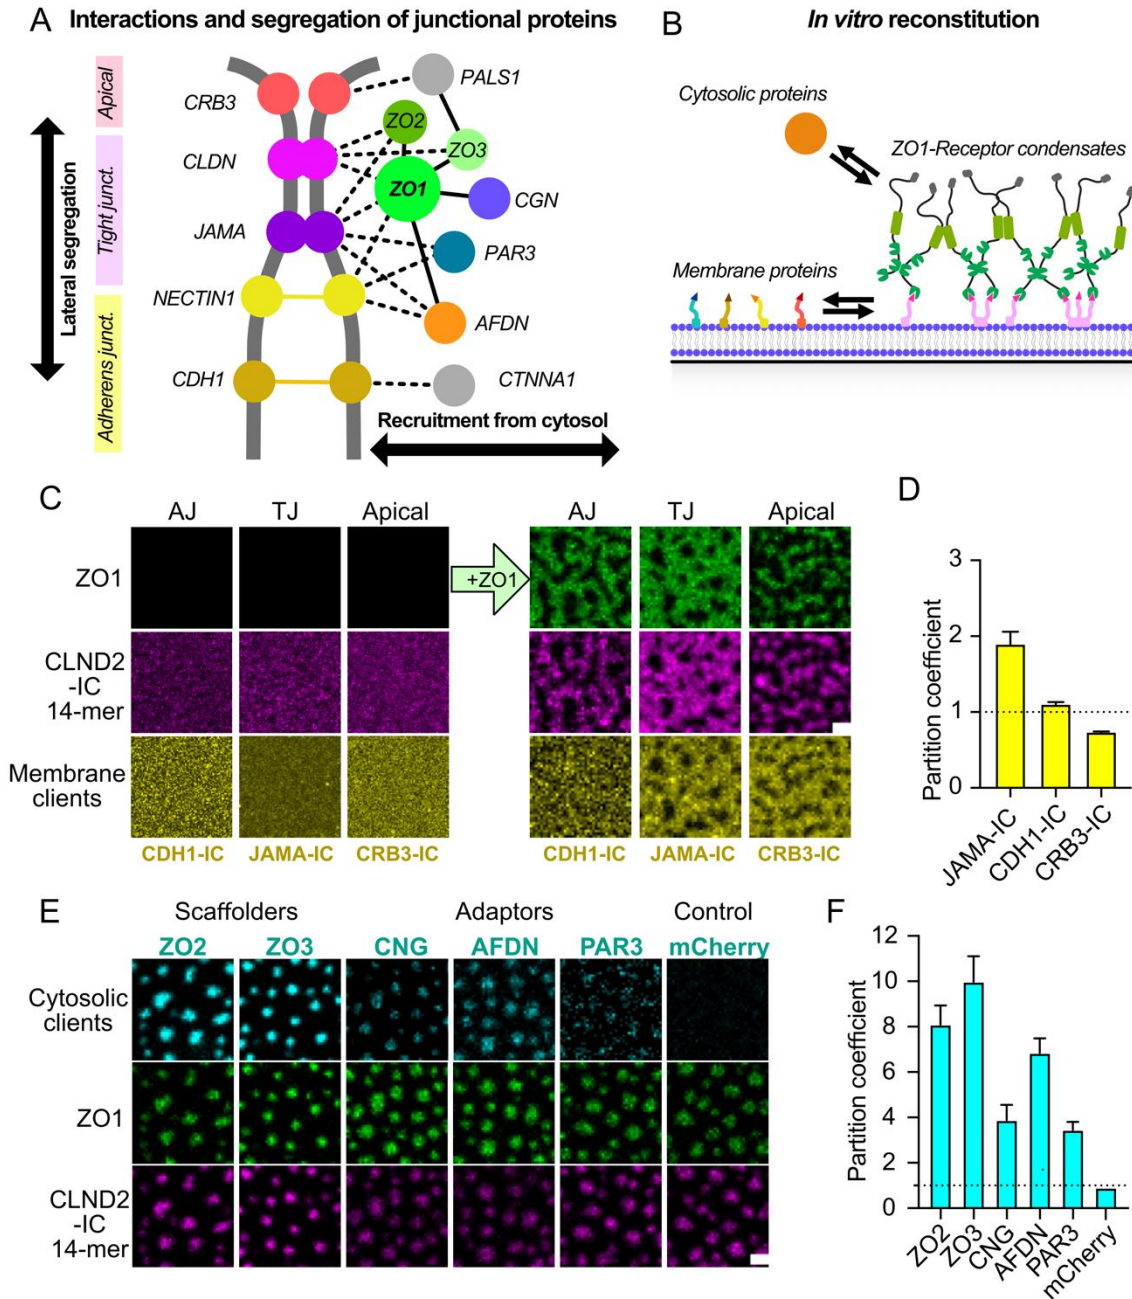 A Interactions and segregation of junctional proteins
Apical
Tight junct.
Adherens junct.
Lateral segregation
CRB3
CLDN
JAMA
NECTIN1
CDH1
PALS1
ZO2
ZO3
ZO1
CGN
PAR3
AFDN
CTNNA1
Recruitment from cytosol
B In vitro reconstitution
Cytosolic proteins
ZO1-Receptor condensates
Membrane proteins
C
AJ TJ Apical
AJ TJ Apical
ZO1
+ZO1
CLND2
-IC
14-mer
Membrane
clients
CDH1-IC JAMA-IC CRB3-IC
CDH1-IC JAMA-IC CRB3-IC
D
Partition coefficient
3
2
1
0
JAMA-IC
CDH1-IC
CRB3-IC
E
Scaffolders Adaptors Control
ZO2 ZO3 CNG AFDN PAR3 mCherry
Cytosolic
clients
ZO1
CLND2
-IC
14-mer
F
Partition coefficient
12
10
8
6
4
2
0
ZO2
ZO3
CNG
AFDN
PAR3
mCherry